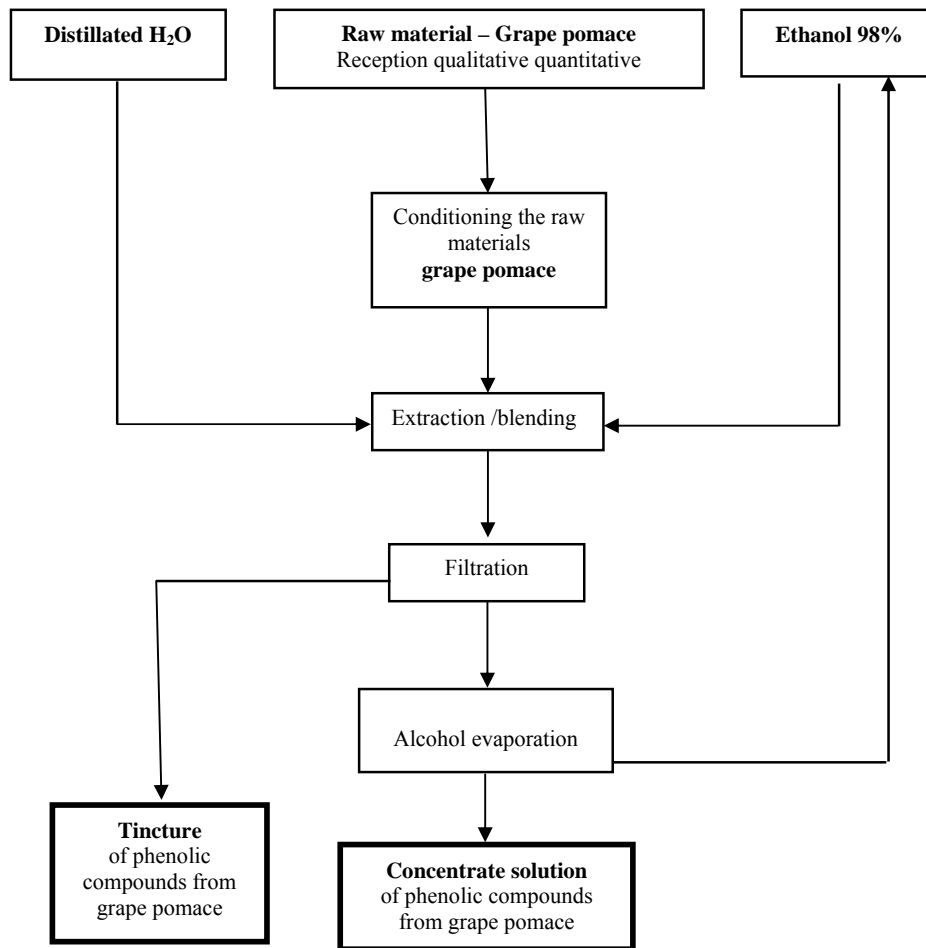 Distillated H₂O
Raw material – Grape pomace
Reception qualitative quantitative
Ethanol 98%
Conditioning the raw
materials
grape pomace
Extraction /blending
Filtration
Alcohol evaporation
Tincture
of phenolic
compounds from
grape pomace
Concentrate solution
of phenolic compounds
from grape pomace